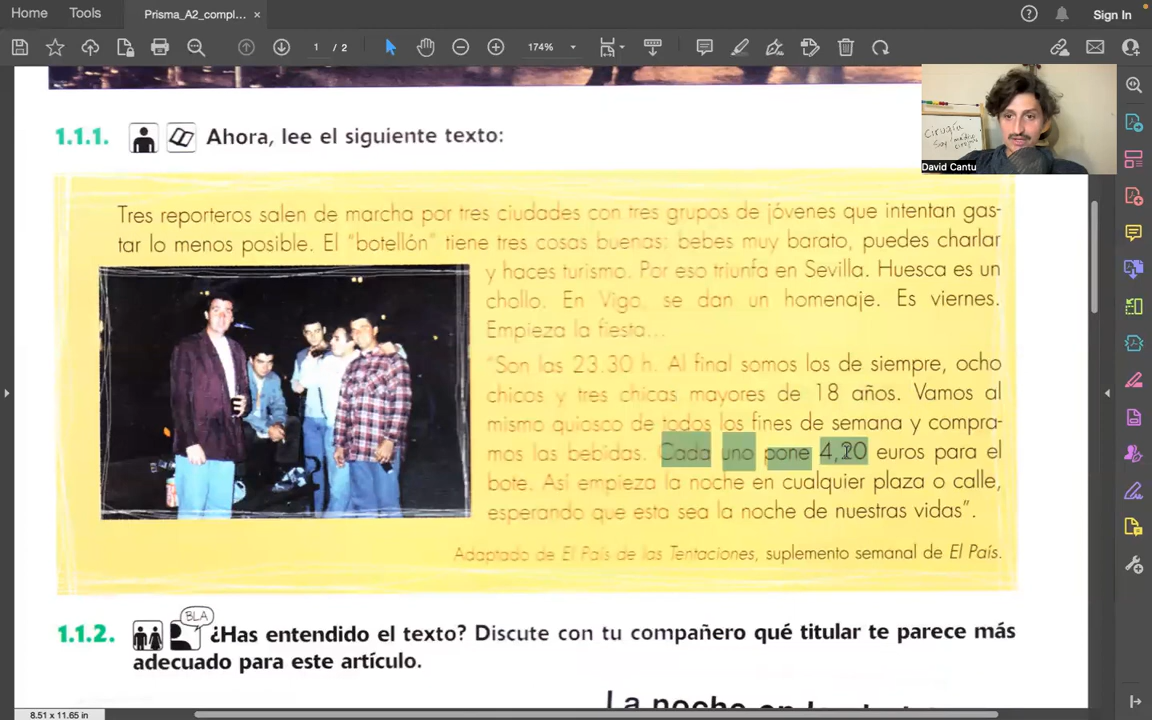 Home
Tools
Prisma_A2_compl... ×
Sign In
1 / 2
174%
1.1.1. Ahora, lee el siguiente texto:
Tres reporteros salen de marcha por tres ciudades con tres grupos de jóvenes que intentan gas-
tar lo menos posible. El "botellón" tiene tres cosas buenas: bebes muy barato, puedes charlar
y haces turismo. Por eso triunfa en Sevilla. Huesca es un
chollo. En Vigo, se dan un homenaje. Es viernes.
Empieza la fiesta...
"Son las 23.30 h. Al final somos los de siempre, ocho
chicos y tres chicas mayores de 18 años. Vamos al
mismo quiosco de todos los fines de semana y compra-
mos las bebidas. Cada uno pone 4,20 euros para el
bote. Así empieza la noche en cualquier plaza o calle,
esperando que esta sea la noche de nuestras vidas".
Adaptado de El País de las Tentaciones, suplemento semanal de El País.
BLA
1.1.2. ¿Has entendido el texto? Discute con tu compañero qué titular te parece más
adecuado para este artículo.
La noche en
8.51 x 11.65 in
Cirugía
Soy médico
cirujano
David Cantu